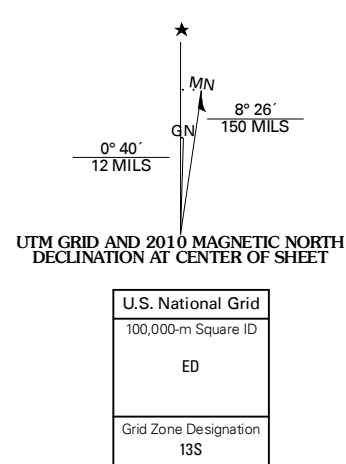 ★
MN
GN
8° 26´
150 MILS
0° 40´
12 MILS
UTM GRID AND 2010 MAGNETIC NORTH
DECLINATION AT CENTER OF SHEET
U.S. National Grid
100,000-m Square ID
ED
Grid Zone Designation
13S